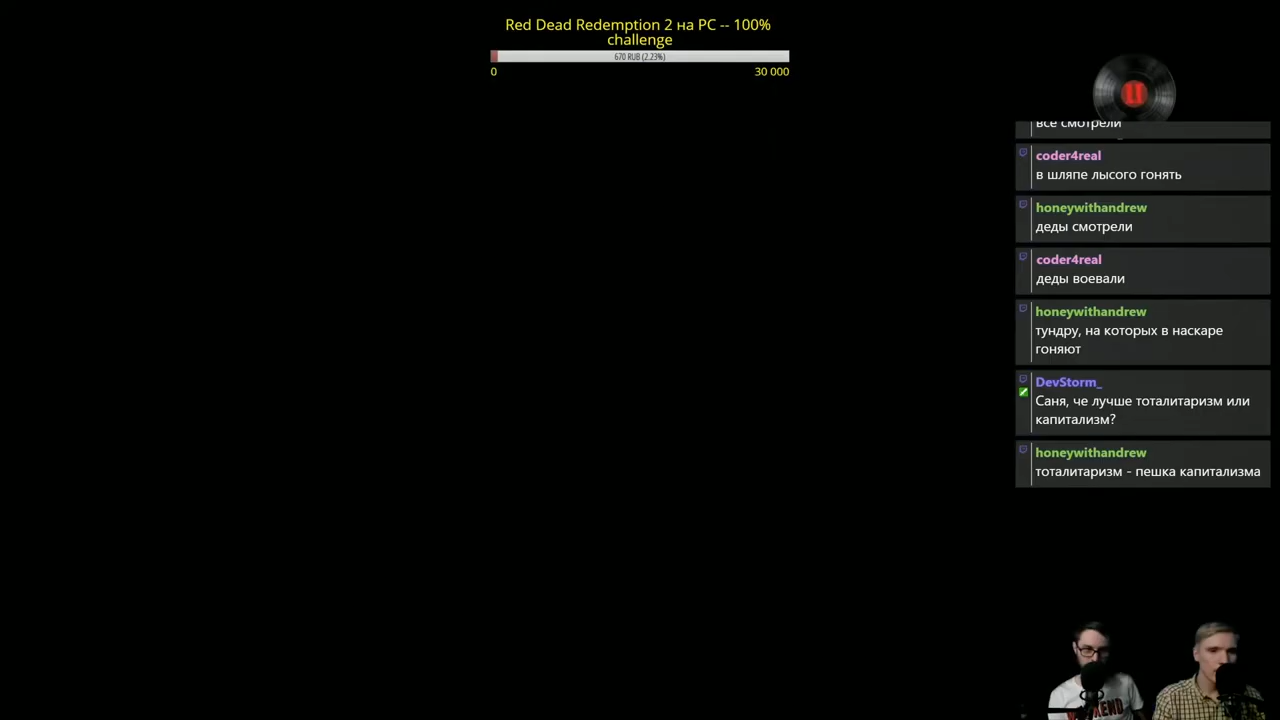 Red Dead Redemption 2 на PC -- 100%
challenge
670 RUB (2.23%)
0
30 000
все смотрели
coder4real
в шляпе лысого гонять
honeywithandrew
деды смотрели
coder4real
деды воевали
honeywithandrew
тундру, на которых в наскаре
гоняют
DevStorm_
Саня, че лучше тоталитаризм или
капитализм?
honeywithandrew
тоталитаризм - пешка капитализма